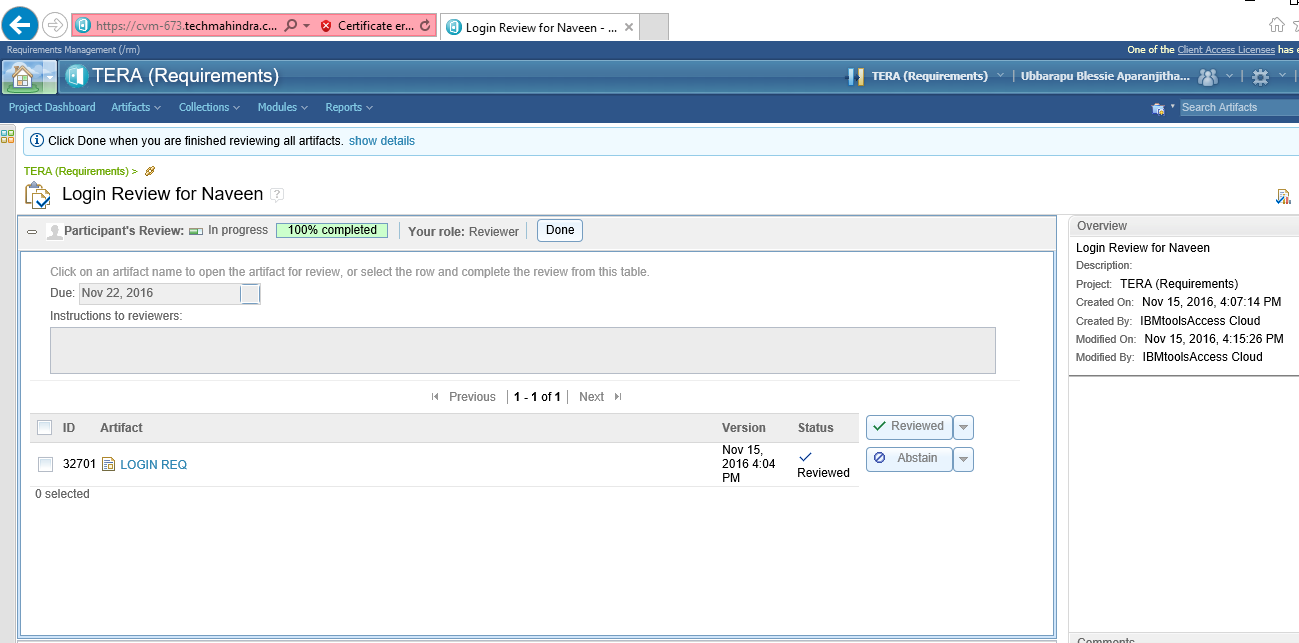 https://cvm-673.techmahindra.c... Certificate er... Login Review for Naveen - ...
Requirements Management (/rm) One of the Client Access Licenses has
TERA (Requirements) TERA (Requirements) Ubbarapu Blessie Aparanjitha...
Project Dashboard Artifacts Collections Modules Reports Search Artifacts
Click Done when you are finished reviewing all artifacts. show details
TERA (Requirements) >
Login Review for Naveen ?
Participant's Review: In progress 100% completed Your role: Reviewer Done
Click on an artifact name to open the artifact for review, or select the row and complete the review from this table.
Due: Nov 22, 2016
Instructions to reviewers:
Previous 1 - 1 of 1 Next
ID Artifact Version Status Reviewed
32701 LOGIN REQ Nov 15, 2016 4:04 PM Reviewed Abstain
0 selected
Overview
Login Review for Naveen
Description:
Project: TERA (Requirements)
Created On: Nov 15, 2016, 4:07:14 PM
Created By: IBMtoolsAccess Cloud
Modified On: Nov 15, 2016, 4:15:26 PM
Modified By: IBMtoolsAccess Cloud
Comments